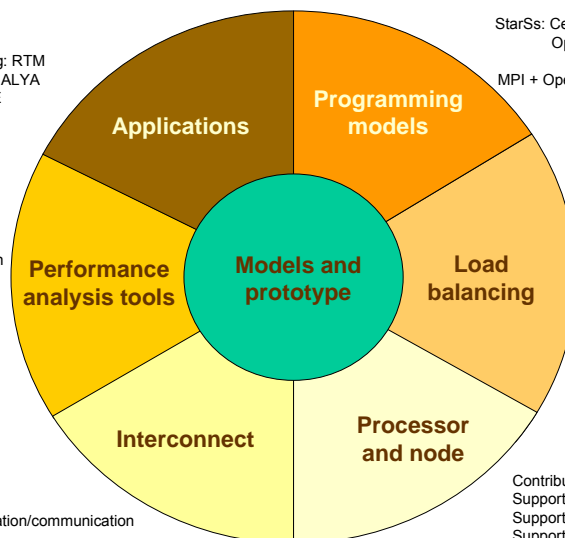 StarSs: Ce
Op
g: RTM
ALYA
MPI + Ope
Applications
Programming
models
Performance
analysis tools
Models and
prototype
Load
balancing
Interconnect
Processor
and node
Contribu
Support
Support
Support
ation/communication